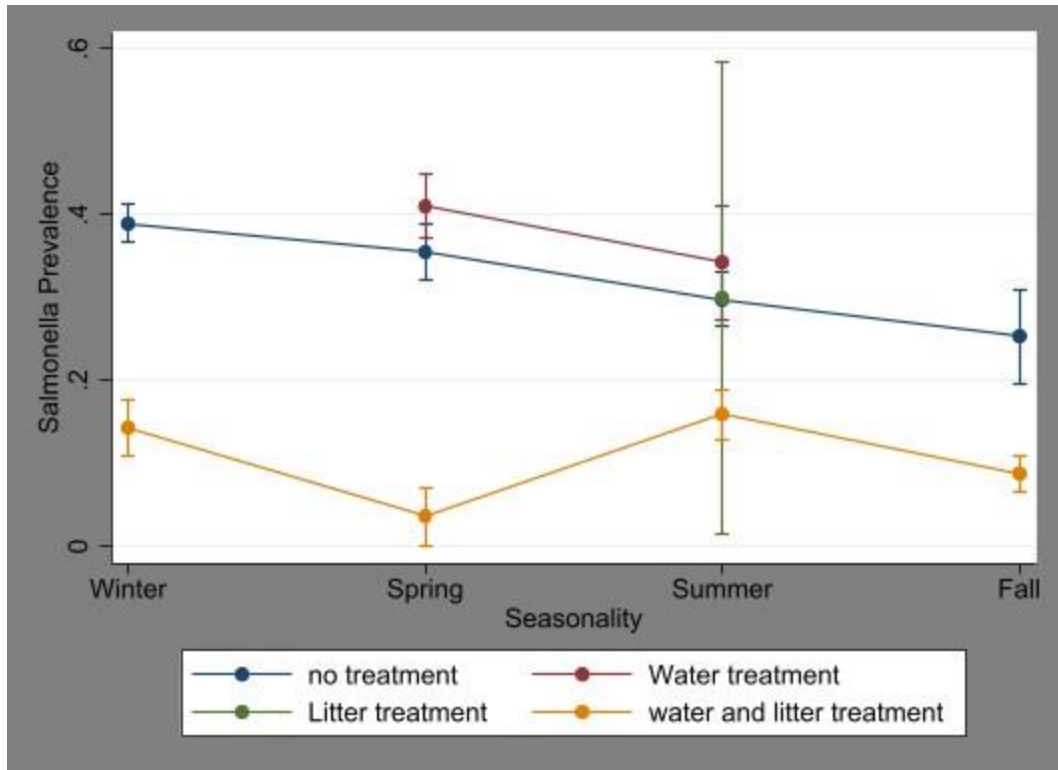 .6
.4
.2
0
Salmonella Prevalence
Winter Spring Summer Fall
Seasonality
no treatment Water treatment
Litter treatment water and litter treatment